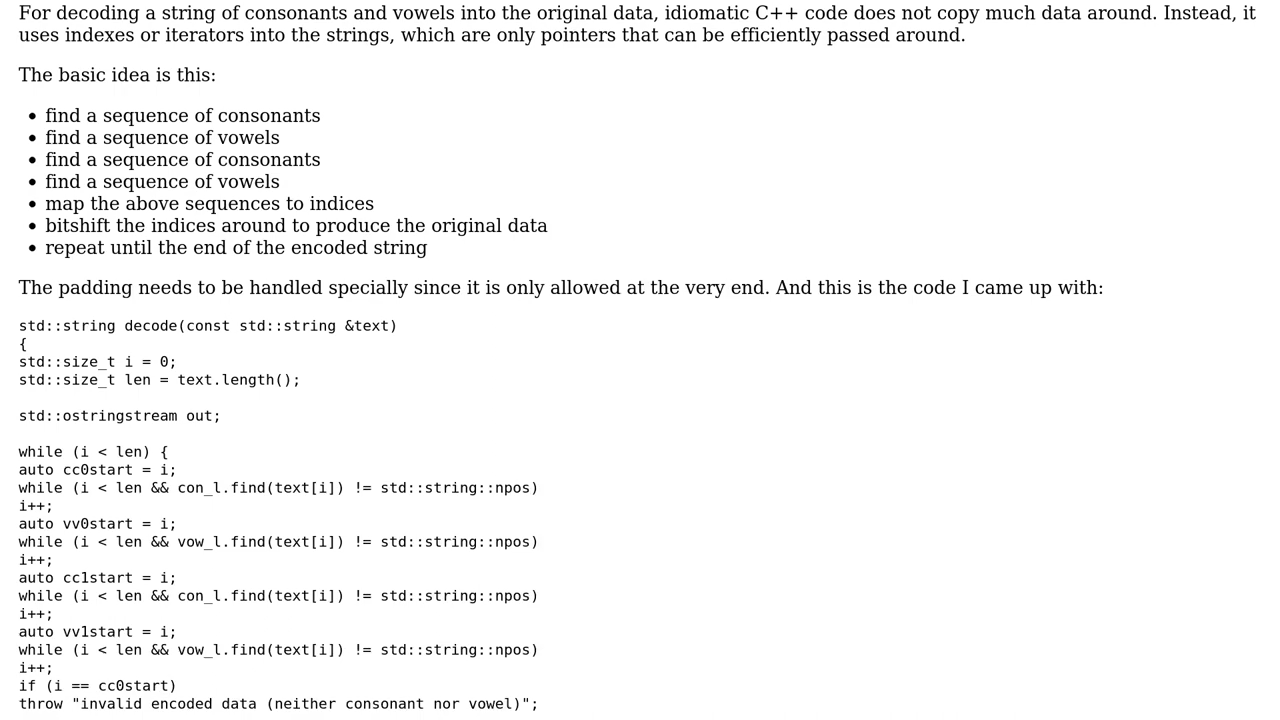 For decoding a string of consonants and vowels into the original data, idiomatic C++ code does not copy much data around. Instead, it
uses indexes or iterators into the strings, which are only pointers that can be efficiently passed around.
The basic idea is this:
• find a sequence of consonants
• find a sequence of vowels
• find a sequence of consonants
• find a sequence of vowels
• map the above sequences to indices
• bitshift the indices around to produce the original data
• repeat until the end of the encoded string
The padding needs to be handled specially since it is only allowed at the very end. And this is the code I came up with:
std::string decode(const std::string &text)
{
std::size_t i = 0;
std::size_t len = text.length();
std::ostringstream out;
while (i < len) {
auto cc0start = i;
while (i < len && con_l.find(text[i]) != std::string::npos)
i++;
auto vv0start = i;
while (i < len && vow_l.find(text[i]) != std::string::npos)
i++;
auto cc1start = i;
while (i < len && con_l.find(text[i]) != std::string::npos)
i++;
auto vv1start = i;
while (i < len && vow_l.find(text[i]) != std::string::npos)
i++;
if (i == cc0start)
throw "invalid encoded data (neither consonant nor vowel)";